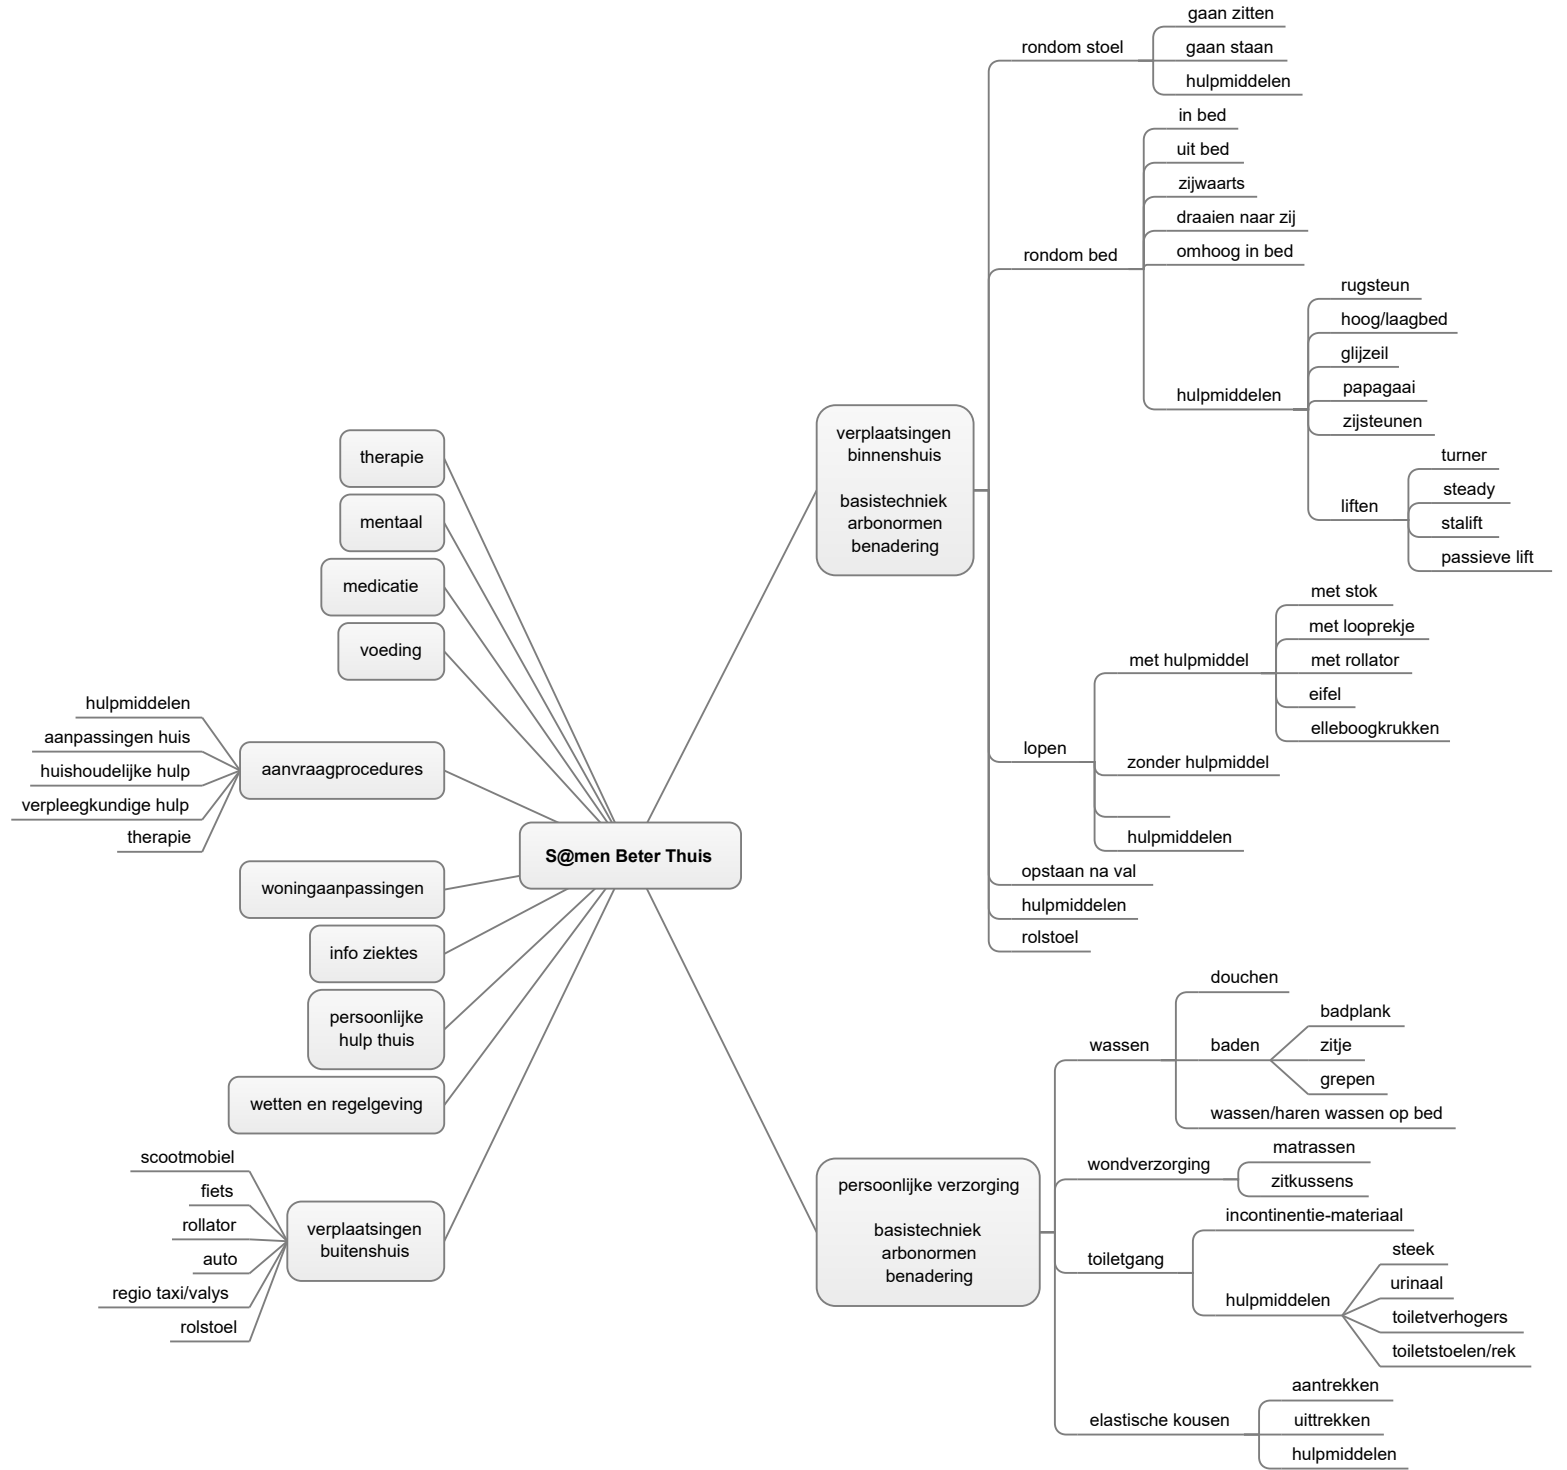 S@men Beter Thuis
therapie
mentaal
medicatie
voeding
aanvraagprocedures
hulpmiddelen
aanpassingen huis
huishoudelijke hulp
verpleegkundige hulp
therapie
woningaanpassingen
info ziektes
persoonlijke
hulp thuis
wetten en regelgeving
verplaatsingen
buitenshuis
scootmobiel
fiets
rollator
auto
regio taxi/valys
rolstoel
verplaatsingen
binnenshuis
basistechniek
arbonormen
benadering
rondom stoel
gaan zitten
gaan staan
hulpmiddelen
rondom bed
in bed
uit bed
zijwaarts
draaien naar zij
omhoog in bed
hulpmiddelen
rugsteun
hoog/laagbed
glijzeil
papagaai
zijsteunen
liften
turner
steady
stalift
passieve lift
lopen
met hulpmiddel
met stok
met looprekje
met rollator
eifel
elleboogkrukken
zonder hulpmiddel
hulpmiddelen
opstaan na val
hulpmiddelen
rolstoel
persoonlijke verzorging
basistechniek
arbonormen
benadering
wassen
douchen
baden
badplank
zitje
grepen
wassen/haren wassen op bed
wondverzorging
matrassen
zitkussens
toiletgang
incontinentie-materiaal
hulpmiddelen
steek
urinaal
toiletverhogers
toiletstoelen/rek
elastische kousen
aantrekken
uittrekken
hulpmiddelen